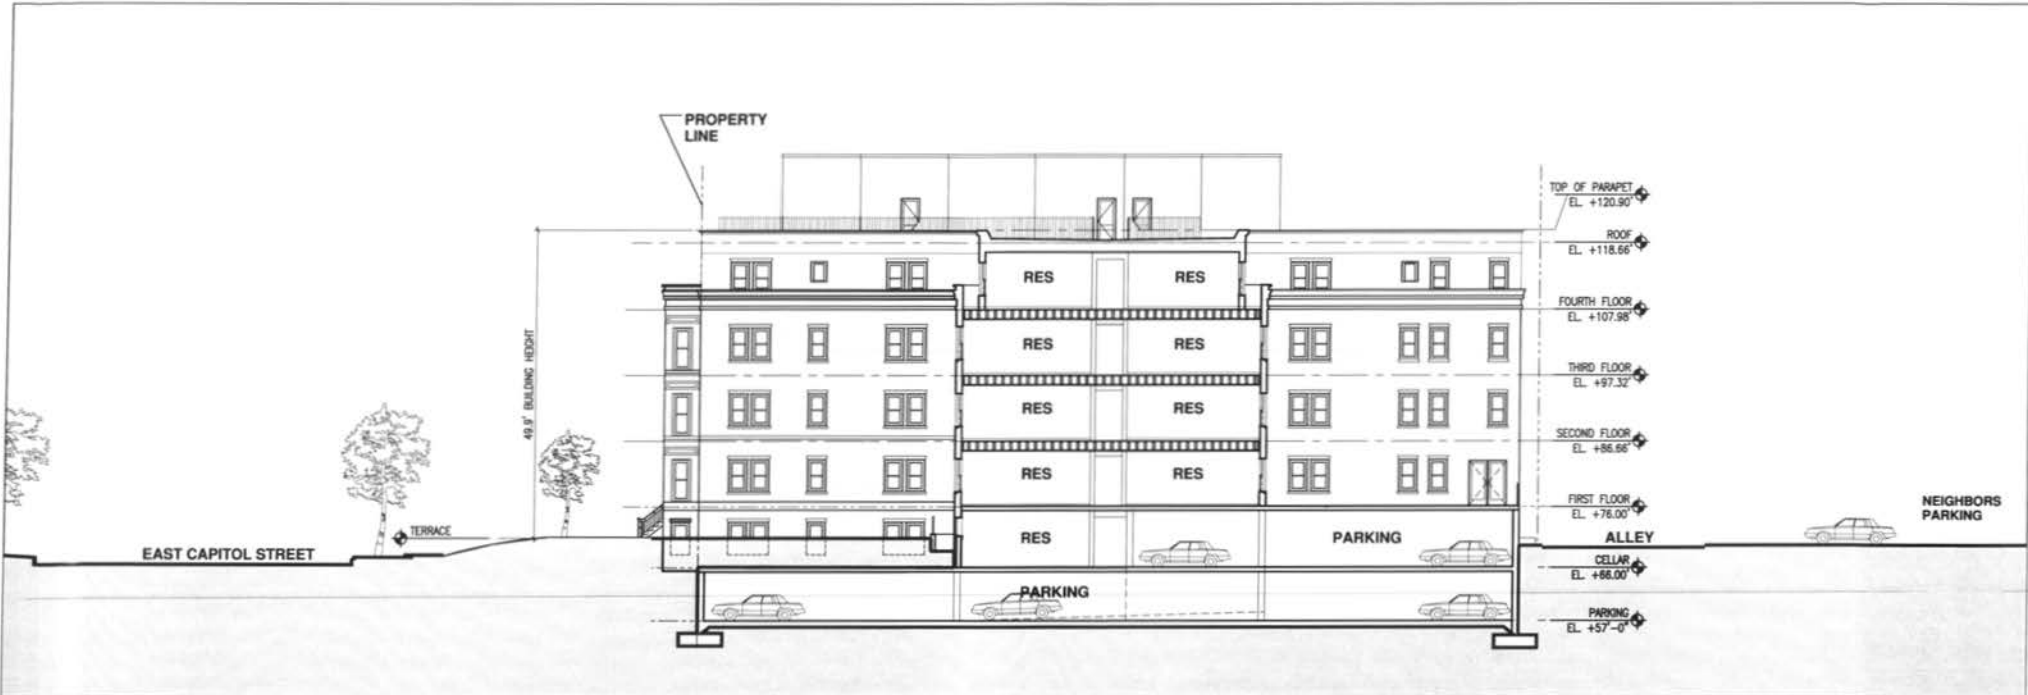 PROPERTY
LINE
TOP OF PARAPET
EL. +120.90'
ROOF
EL. +118.66'
RES
RES
FOURTH FLOOR
EL. +107.98'
49.9' BUILDING HEIGHT
RES
RES
THIRD FLOOR
EL. +97.32'
RES
RES
SECOND FLOOR
EL. +86.66'
RES
RES
FIRST FLOOR
EL. +76.00'
NEIGHBORS
PARKING
TERRACE
RES
PARKING
ALLEY
EAST CAPITOL STREET
CELLAR
EL. +66.00'
PARKING
PARKING
EL. +57'-0"